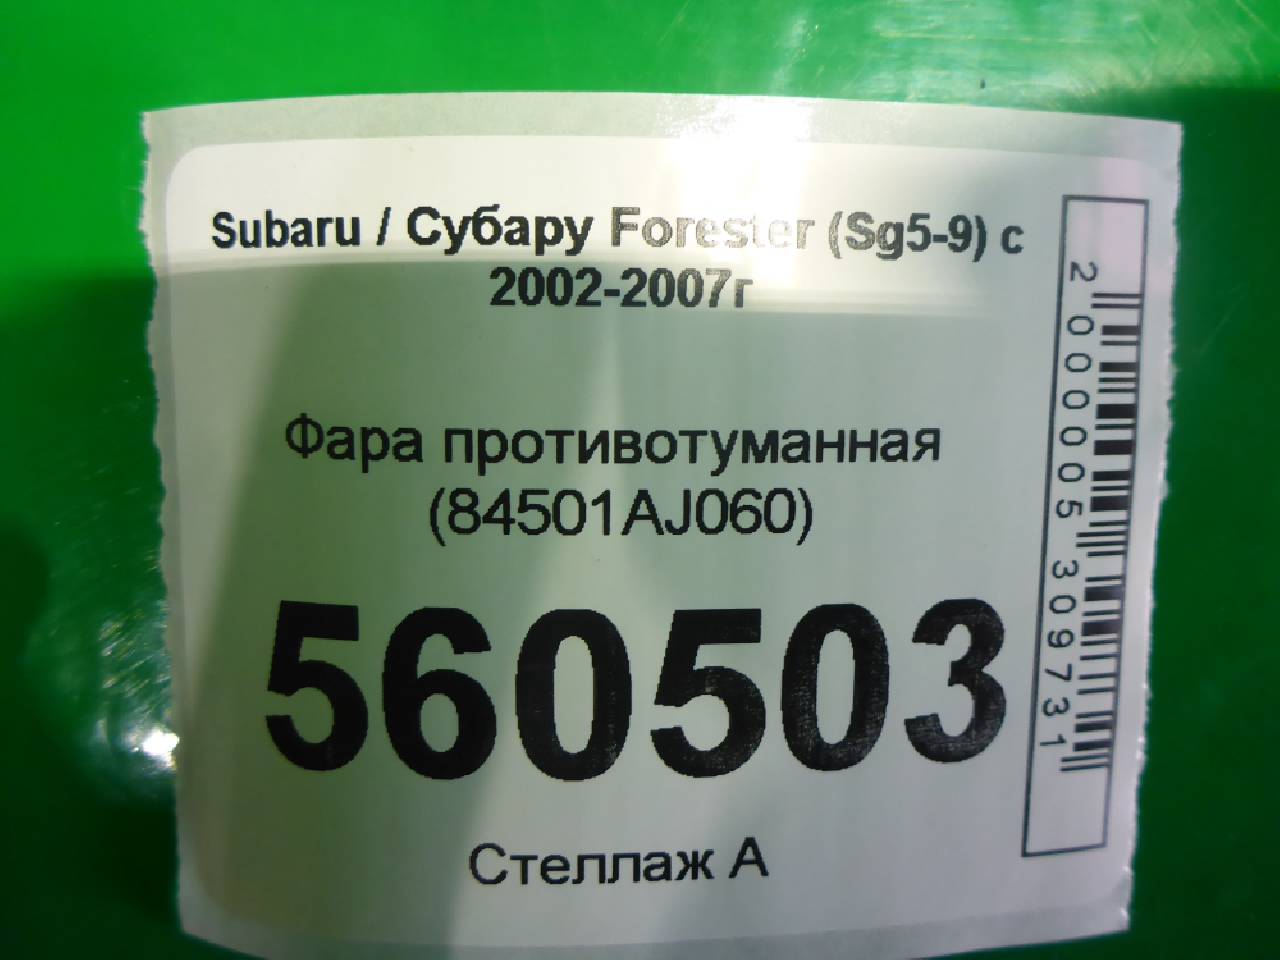 Subaru / Субару Forester (Sg5-9) с
2002-2007г
Фара противотуманная
(84501AJ060)
560503
Стеллаж А
2000005309731